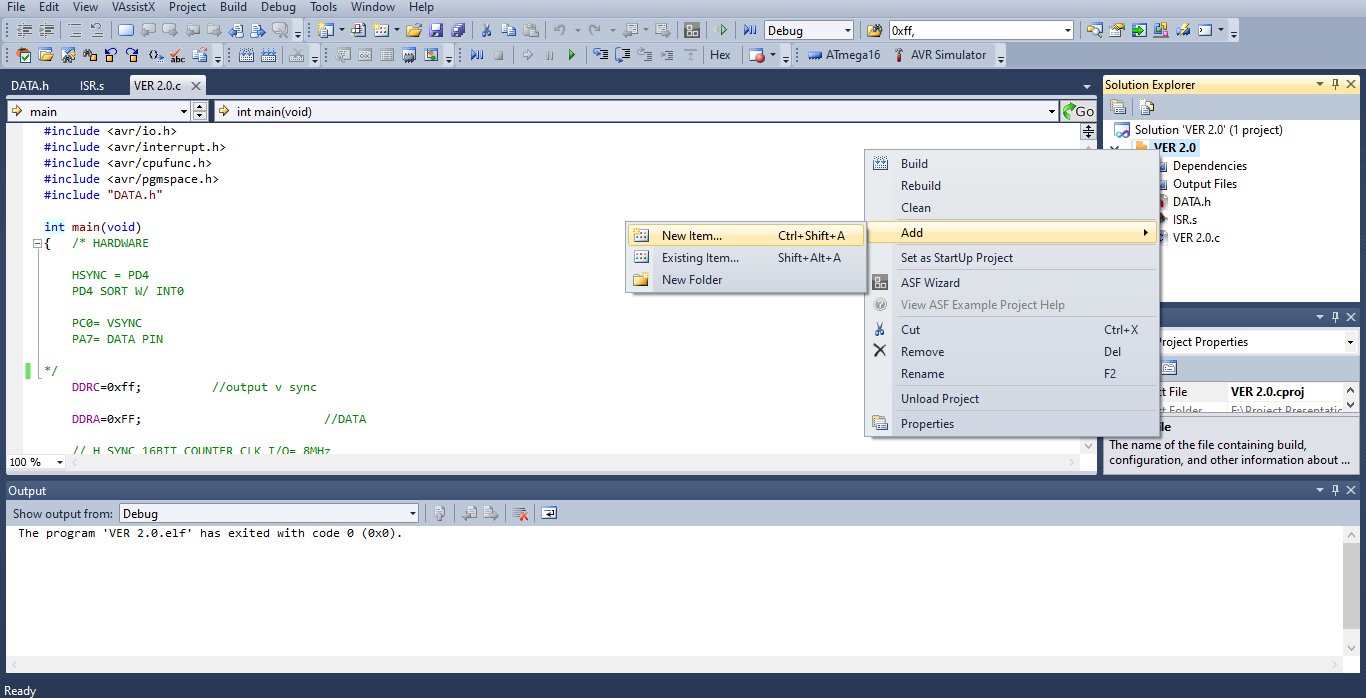 File Edit View VAssistX Project Build Debug Tools Window Help
Debug 0xff,
Hex ATmega16 AVR Simulator
DATA.h ISR.s VER 2.0.c
main int main(void) Go
#include <avr/io.h>
#include <avr/interrupt.h>
#include <avr/cpufunc.h>
#include <avr/pgmspace.h>
#include "DATA.h"
int main(void)
{ /* HARDWARE
HSYNC = PD4
PD4 SORT W/ INT0
PC0= VSYNC
PA7= DATA PIN
*/
DDRC=0xff; //output v sync
DDRA=0xFF; //DATA
// H SYNC 16BIT COUNTER CLK I/O= 8MHz
100 %
New Item... Ctrl+Shift+A
Existing Item... Shift+Alt+A
New Folder
Build
Rebuild
Clean
Add
Set as StartUp Project
ASF Wizard
View ASF Example Project Help
Cut Ctrl+X
Remove Del
Rename F2
Unload Project
Properties
Solution Explorer
Solution 'VER 2.0' (1 project)
VER 2.0
Dependencies
Output Files
DATA.h
ISR.s
VER 2.0.c
roject Properties
ct File VER 2.0.cproj
ct Folder E:\Project Presentatic
ile
The name of the file containing build,
configuration, and other information about ...
Output
Show output from: Debug
The program 'VER 2.0.elf' has exited with code 0 (0x0).
Ready